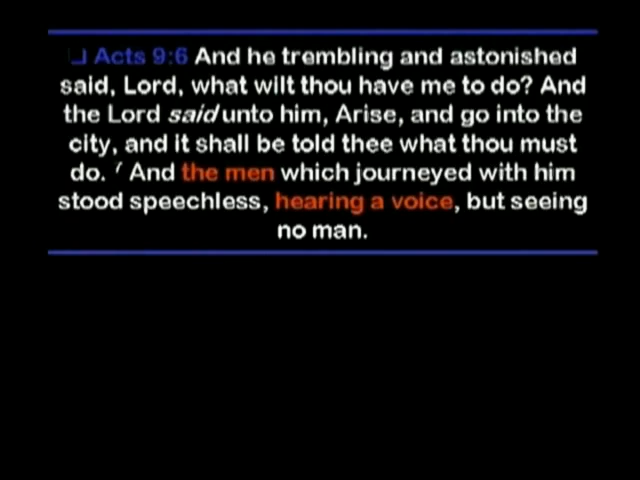 Acts 9:6 And he trembling and astonished
said, Lord, what wilt thou have me to do? And
the Lord said unto him, Arise, and go into the
city, and it shall be told thee what thou must
do. And the men which journeyed with him
stood speechless, hearing a voice, but seeing
no man.